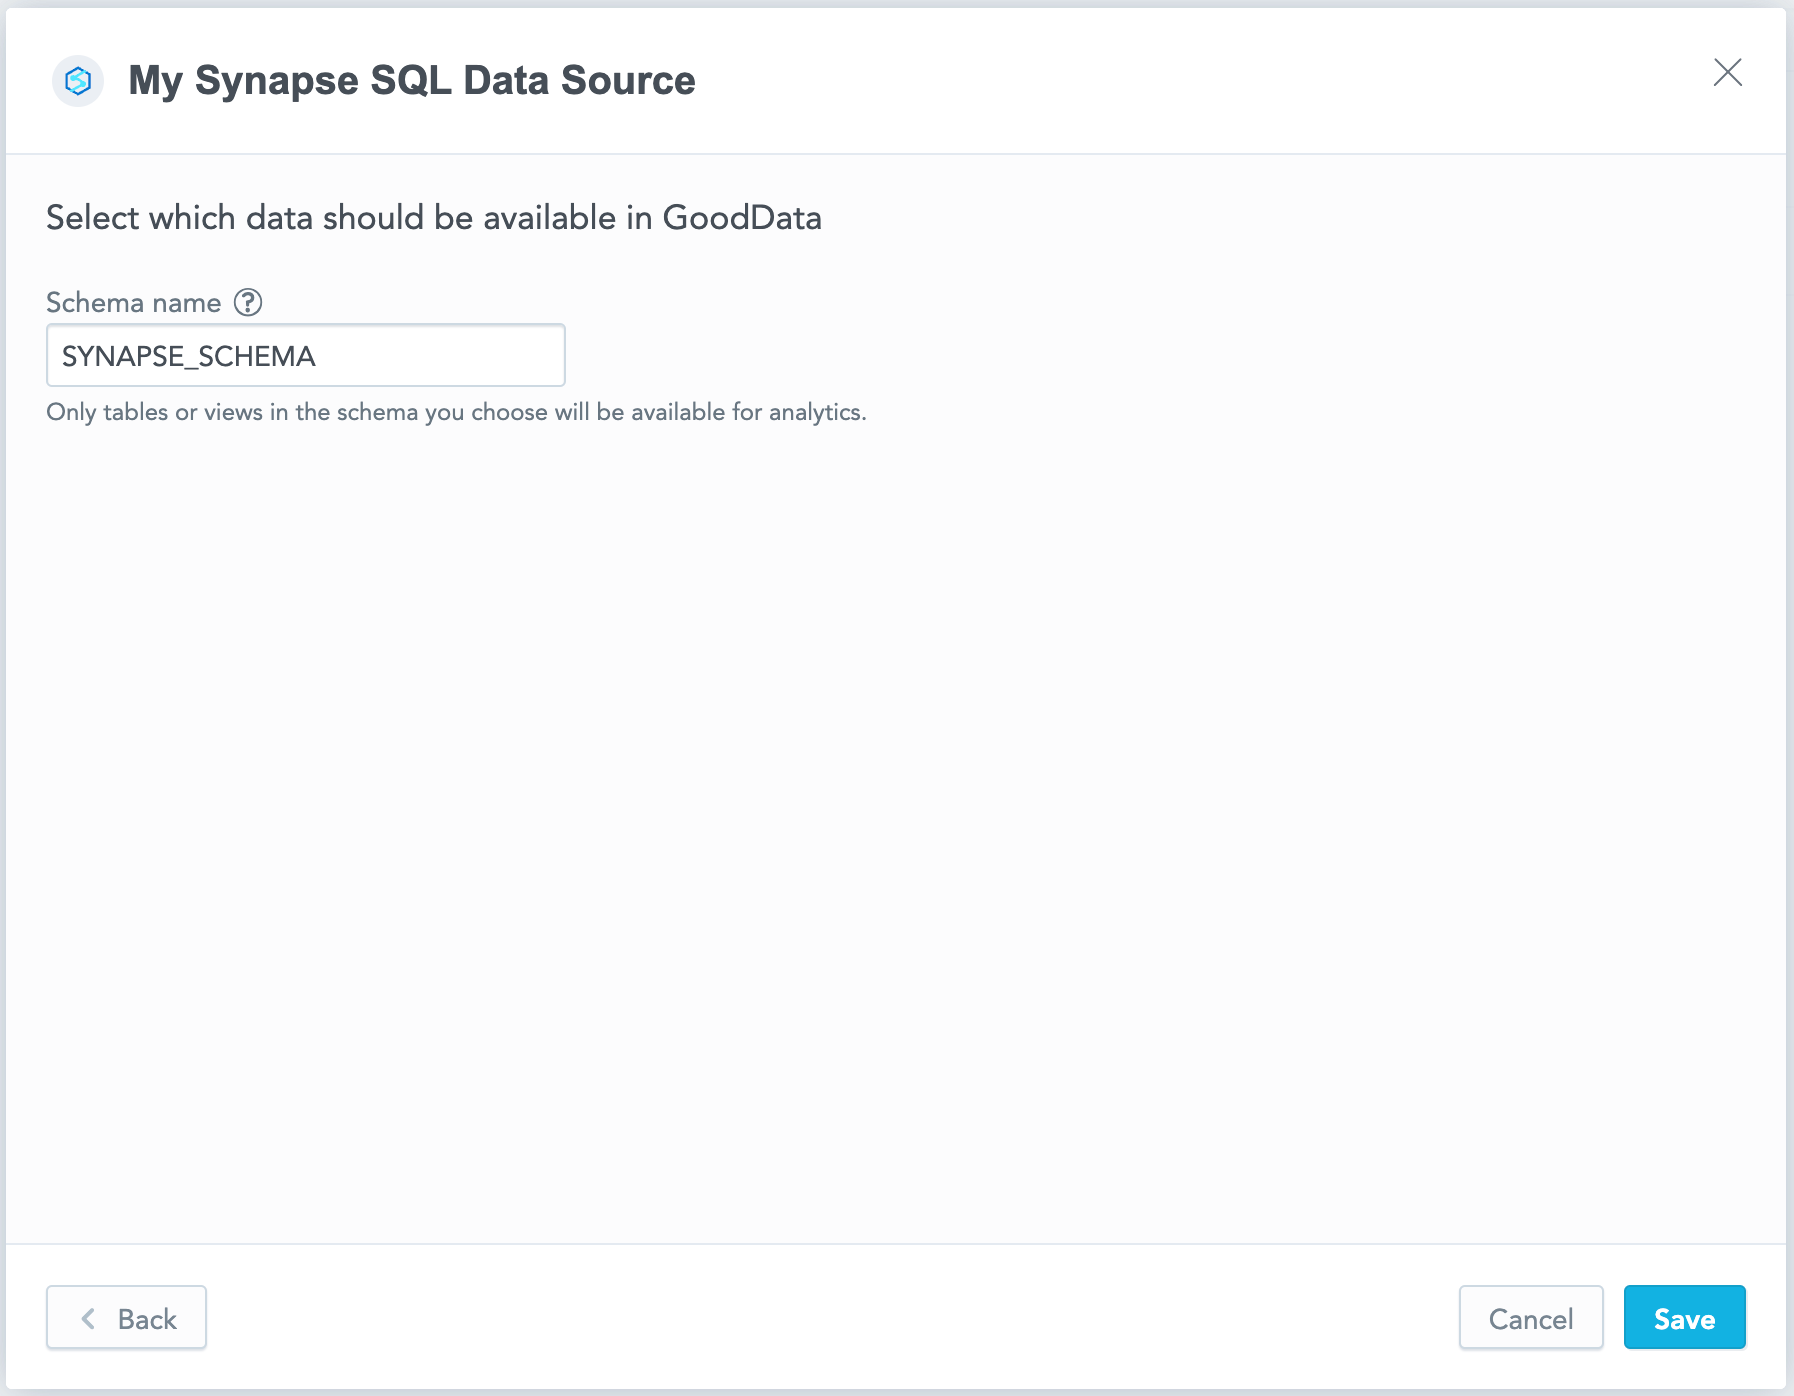 My Synapse SQL Data Source
Select which data should be available in GoodData
Schema name ?
SYNAPSE_SCHEMA
Only tables or views in the schema you choose will be available for analytics.
Back
Cancel
Save